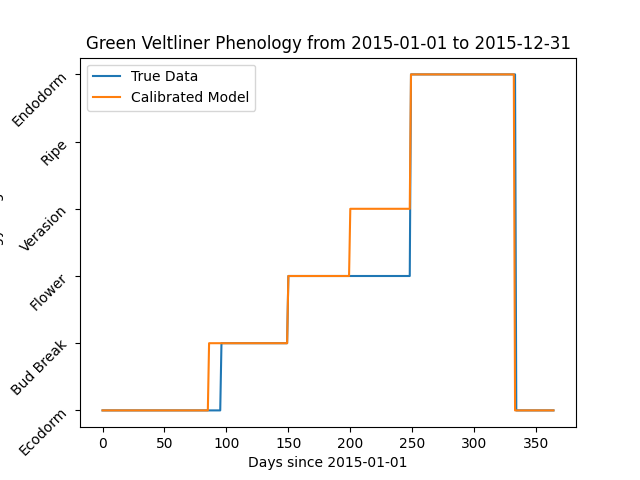 Green Veltliner Phenology from 2015-01-01 to 2015-12-31
True Data
Calibrated Model
Endodorm
Ripe
Verasion
Flower
Bud Break
Ecodorm
0 50 100 150 200 250 300 350
Days since 2015-01-01